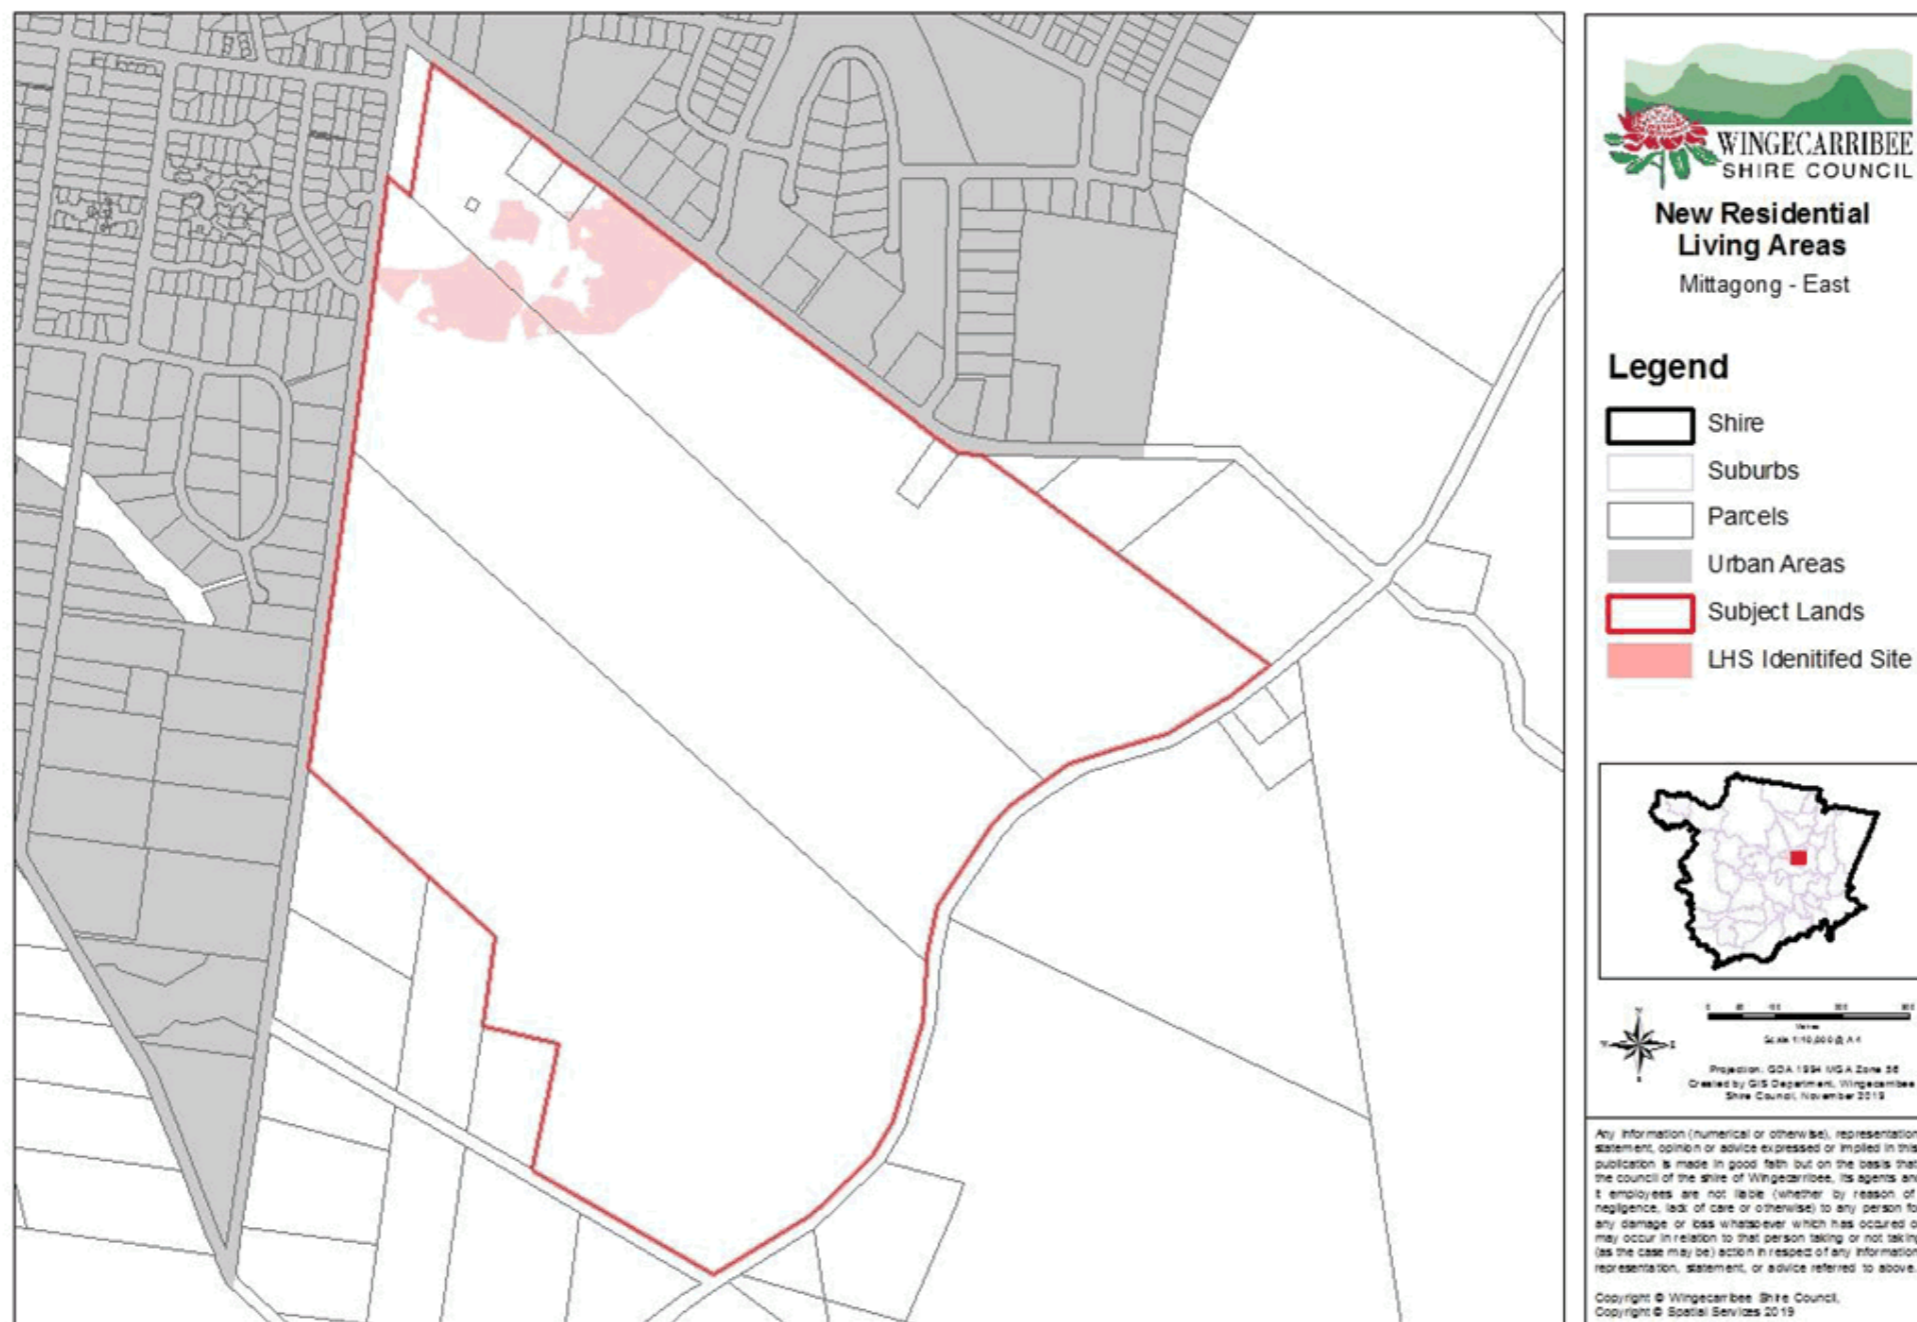 WINGECARRIBEE
SHIRE COUNCIL
New Residential
Living Areas
Mittagong - East
Legend
Shire
Suburbs
Parcels
Urban Areas
Subject Lands
LHS Idenitifed Site
Scale 1:10,000 @ A4
Projection: GDA 1994 MGA Zone 56
Created by GIS Department, Wingecarribee
Shire Council, November 2019
Any information (numerical or otherwise), representation
statement, opinion or advice expressed or implied in this
publication is made in good faith but on the basis that
the council of the shire of Wingecarribee, its agents and
employees are not liable (whether by reason of
negligence, lack of care or otherwise) to any person fo
any damage or loss whatsoever which has occured o
may occur in relation to that person taking or not taking
(as the case may be) action in respect of any information
representation, statement, or advice referred to above.
Copyright © Wingecarribee Shire Council,
Copyright © Spatial Services 2019